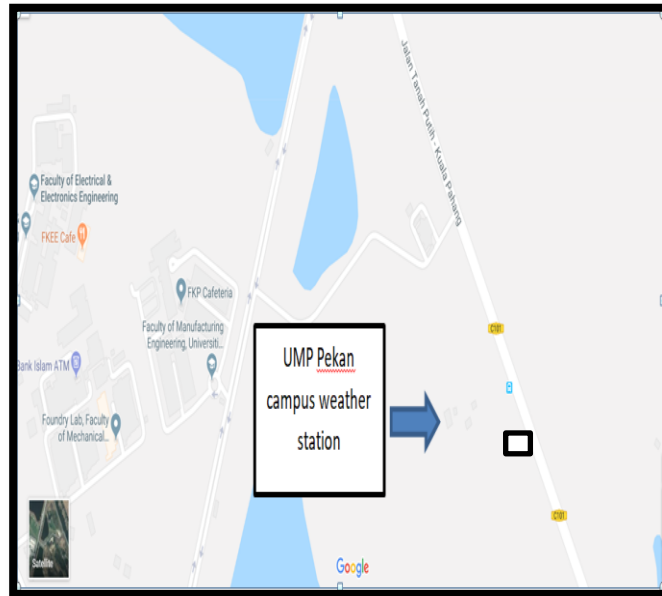 Jalan Tanah Putih - Kuala Pahang
Faculty of Electrical &
Electronics Engineering
FKEE Cafe
FKP Cafeteria
Faculty of Manufacturing
Engineering, Universiti...
C101
UMP Pekan
campus weather
station
Bank Islam ATM
Foundry Lab, Faculty
of Mechanical...
C101
Satellite
Google